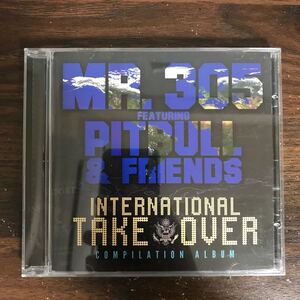 MR. 305
FEATURING
PITBULL
& FRIENDS
INTERNATIONAL
TAKE OVER
COMPILATION ALBUM